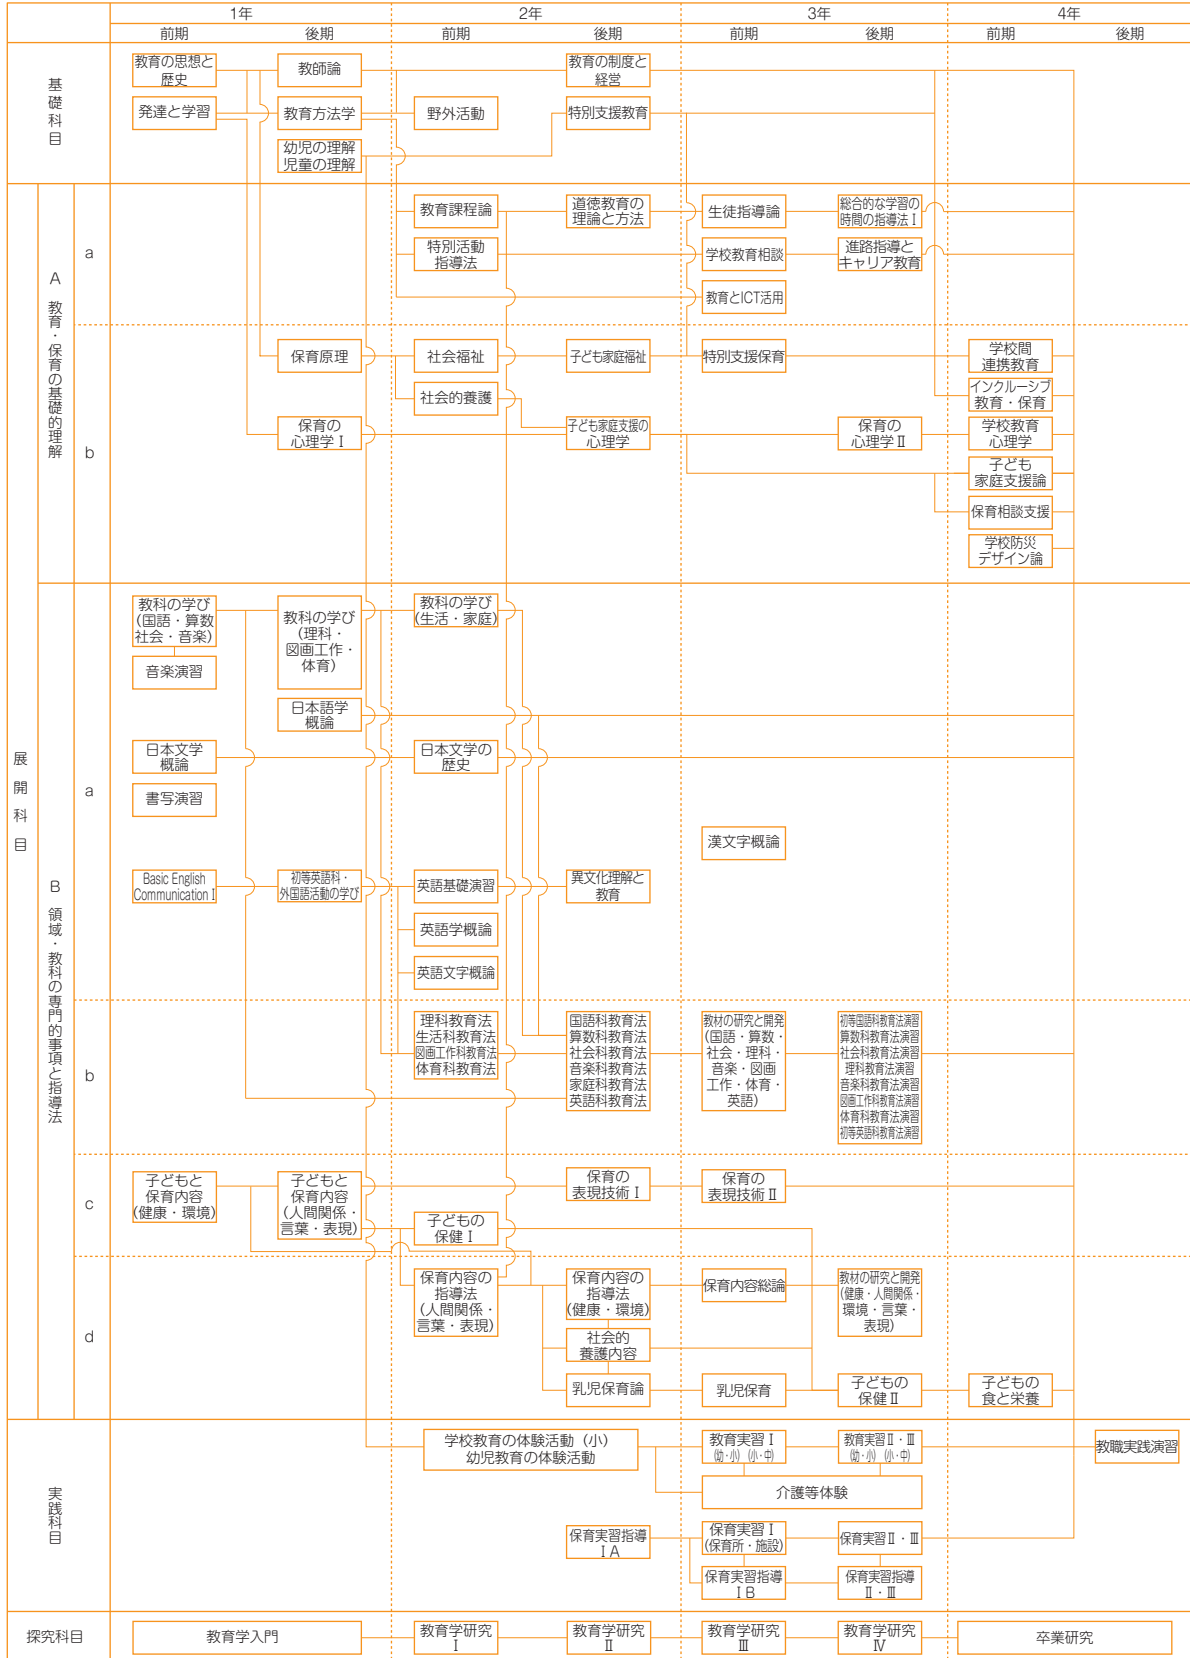 1年 2年 3年 4年
前期 後期 前期 後期 前期 後期 前期 後期
基礎科目
教育の思想と
歴史
教師論
教育の制度と
経営
発達と学習
教育方法学
野外活動
特別支援教育
幼児の理解
児童の理解
展開科目
A 教育・保育の基礎的理解
a
教育課程論
道徳教育の
理論と方法
生徒指導論
総合的な学習の
時間の指導法Ⅰ
特別活動
指導法
学校教育相談
進路指導と
キャリア教育
教育とICT活用
b
保育原理
社会福祉
子ども家庭福祉
特別支援保育
学校間
連携教育
社会的養護
インクルーシブ
教育・保育
保育の
心理学Ⅰ
子ども家庭支援の
心理学
保育の
心理学Ⅱ
学校教育
心理学
子ども
家庭支援論
保育相談支援
学校防災
デザイン論
B 領域・教科の専門的事項と指導法
a
教科の学び
(国語・算数
社会・音楽)
教科の学び
(理科・
図画工作・
体育)
教科の学び
(生活・家庭)
音楽演習
日本語学
概論
日本文学
概論
日本文学の
歴史
書写演習
漢文字概論
Basic English
Communication Ⅰ
初等英語科・
外国語活動の学び
英語基礎演習
異文化理解と
教育
英語学概論
英語文字概論
b
理科教育法
生活科教育法
図画工作科教育法
体育科教育法
国語科教育法
算数科教育法
社会科教育法
音楽科教育法
家庭科教育法
英語科教育法
教材の研究と開発
(国語・算数・
社会・理科・
音楽・図画
工作・体育・
英語)
初等国語科教育法演習
算数科教育法演習
社会科教育法演習
理科教育法演習
音楽科教育法演習
図画工作科教育法演習
体育科教育法演習
初等英語科教育法演習
c
子どもと
保育内容
(健康・環境)
子どもと
保育内容
(人間関係・
言葉・表現)
保育の
表現技術Ⅰ
保育の
表現技術Ⅱ
子どもの
保健Ⅰ
d
保育内容の
指導法
(人間関係・
言葉・表現)
保育内容の
指導法
(健康・環境)
保育内容総論
教材の研究と開発
(健康・人間関係・
環境・言葉・
表現)
社会的
養護内容
乳児保育論
乳児保育
子どもの
保健Ⅱ
子どもの
食と栄養
実践科目
学校教育の体験活動（小）
幼児教育の体験活動
教育実習Ⅰ
(幼・小) (小・中)
教育実習Ⅱ・Ⅲ
(幼・小) (小・中)
教職実践演習
介護等体験
保育実習指導
ⅠA
保育実習Ⅰ
(保育所・施設)
保育実習Ⅱ・Ⅲ
保育実習指導
ⅠB
保育実習指導
Ⅱ・Ⅲ
探究科目
教育学入門
教育学研究
Ⅰ
教育学研究
Ⅱ
教育学研究
Ⅲ
教育学研究
Ⅳ
卒業研究